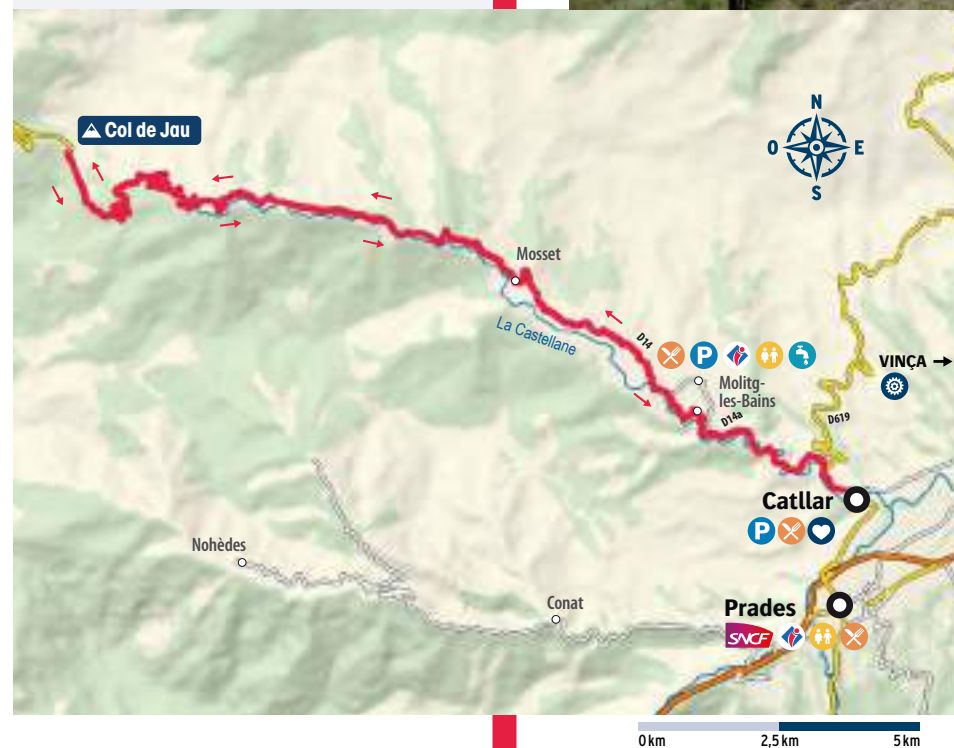 Col de Jau
N
O
E
S
Mosset
La Castellane
D14
P
VINÇA
Molitg-
les-Bains
D14a
D619
Catllar
P
Nohèdes
Conat
Prades
SNCF
0 km
2,5 km
5 km